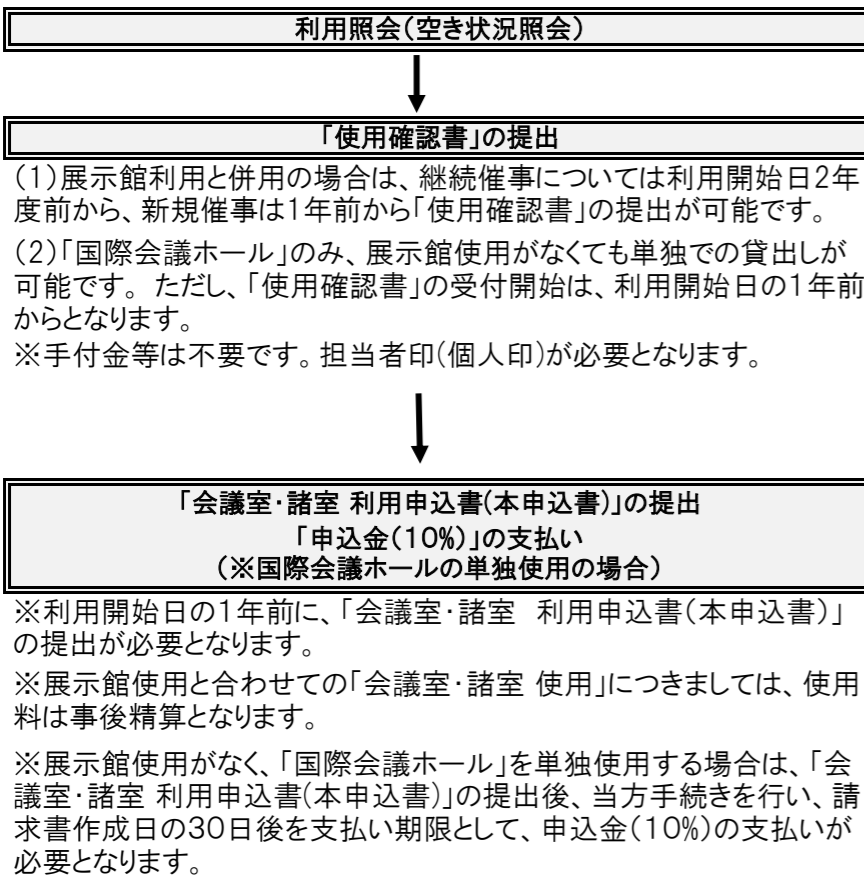 利用照会（空き状況照会）
「使用確認書」の提出
（1）展示館利用と併用の場合は、継続催事については利用開始日2年
度前から、新規催事は1年前から「使用確認書」の提出が可能です。
（2）「国際会議ホール」のみ、展示館使用がなくても単独での貸出しが
可能です。ただし、「使用確認書」の受付開始は、利用開始日の1年前
からとなります。
※手付金等は不要です。担当者印(個人印)が必要となります。
「会議室・諸室 利用申込書(本申込書)」の提出
「申込金（10%）」の支払い
（※国際会議ホールの単独使用の場合）
※利用開始日の1年前に、「会議室・諸室　利用申込書（本申込書）」
の提出が必要となります。
※展示館使用と合わせての「会議室・諸室 使用」につきましては、使用
料は事後精算となります。
※展示館使用がなく、「国際会議ホール」を単独使用する場合は、「会
議室・諸室 利用申込書(本申込書)」の提出後、当方手続きを行い、請
求書作成日の30日後を支払い期限として、申込金（10%）の支払いが
必要となります。